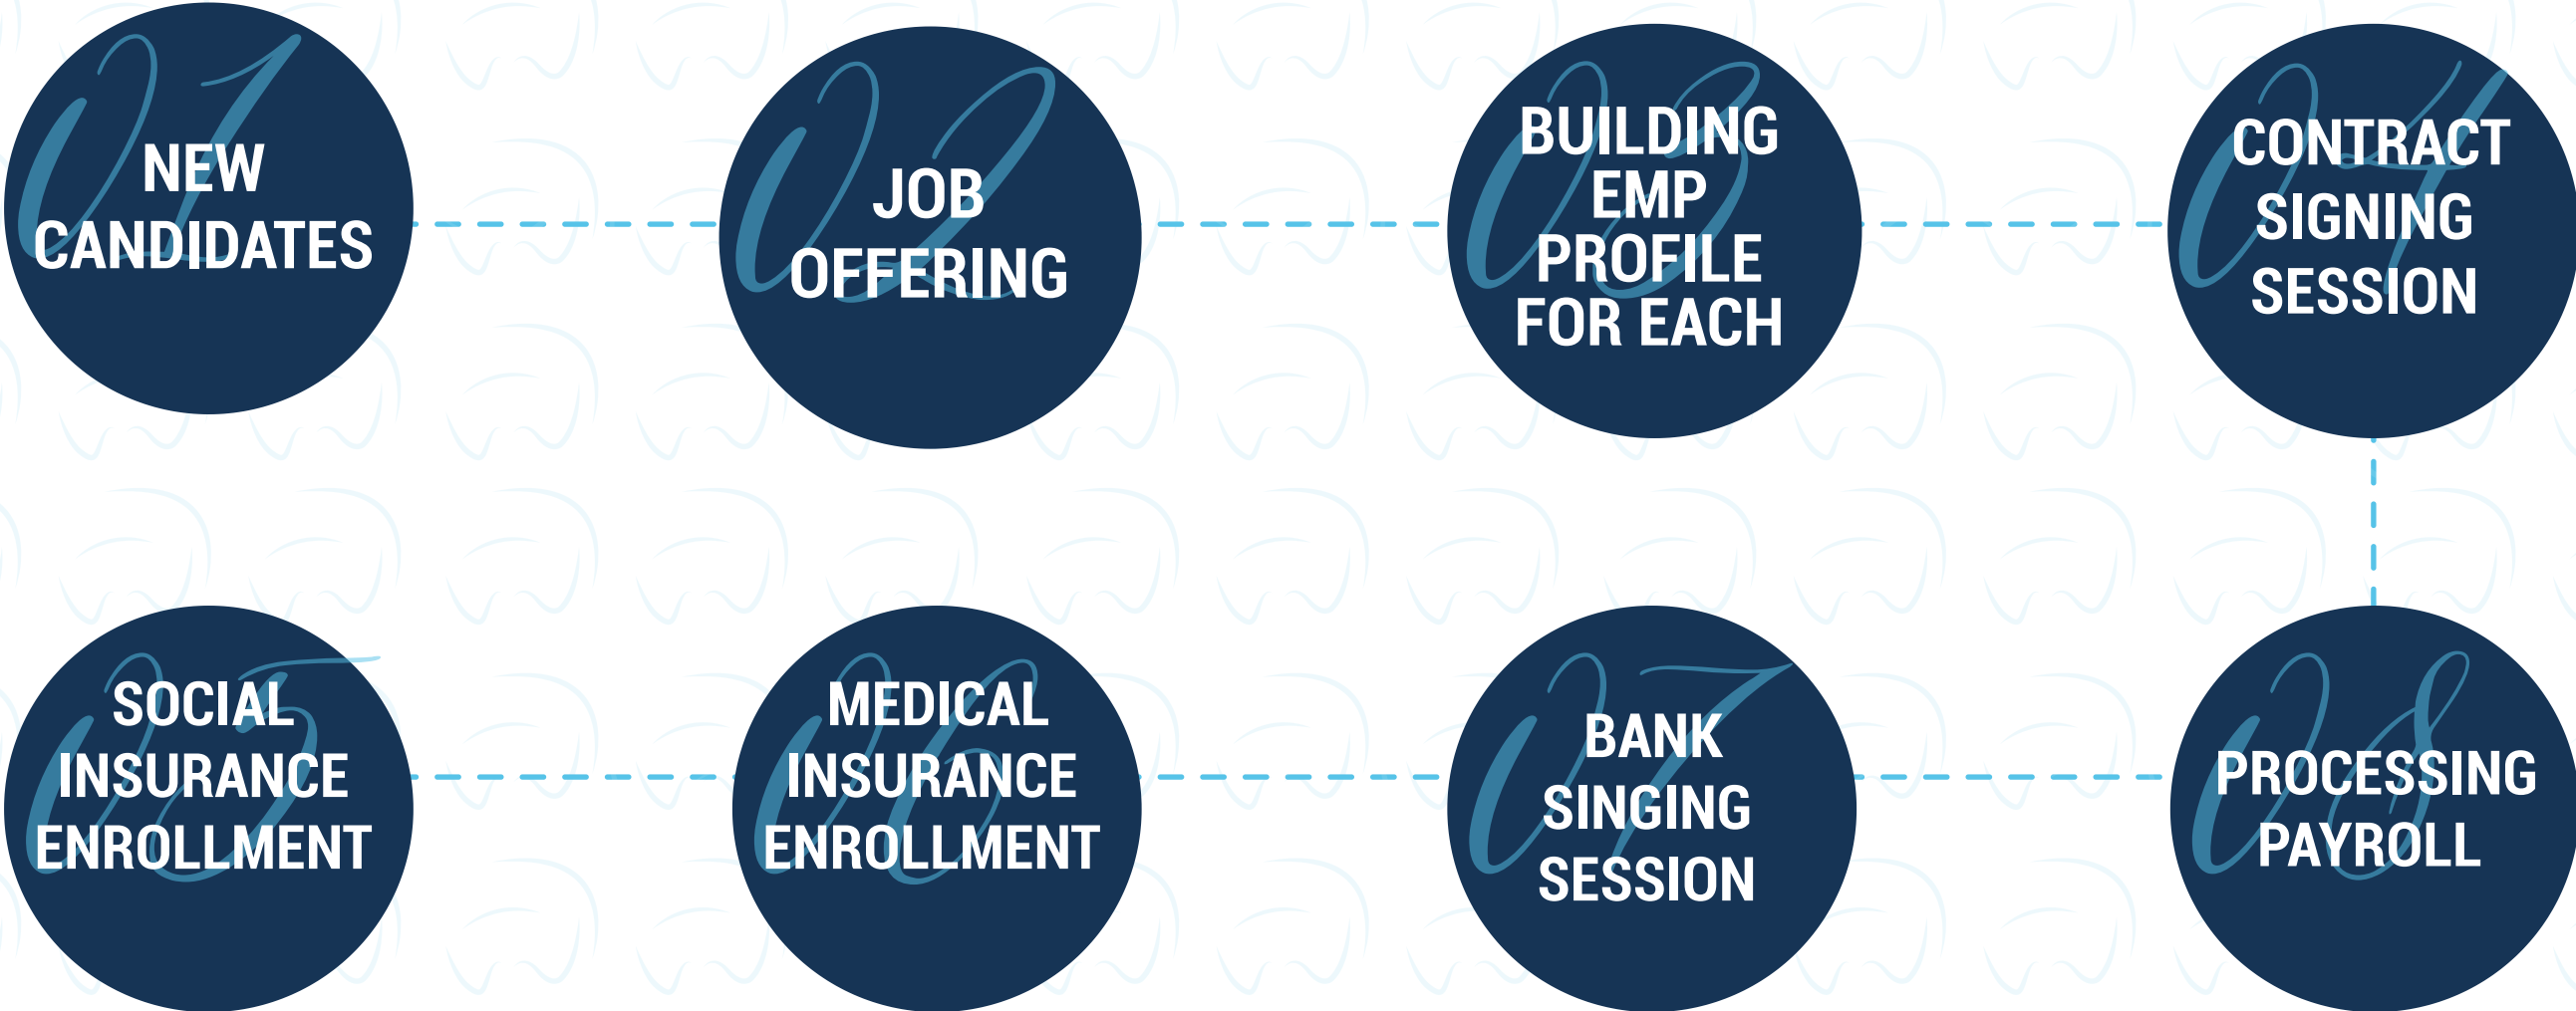 01
NEW
CANDIDATES
02
JOB
OFFERING
03
BUILDING
EMP
PROFILE
FOR EACH
04
CONTRACT
SIGNING
SESSION
05
SOCIAL
INSURANCE
ENROLLMENT
06
MEDICAL
INSURANCE
ENROLLMENT
07
BANK
SINGING
SESSION
08
PROCESSING
PAYROLL